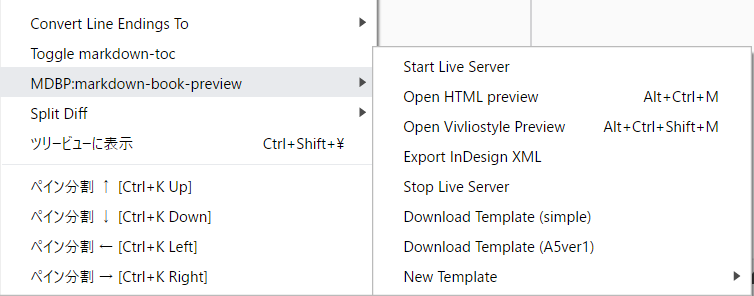 Convert Line Endings To
Toggle markdown-toc
MDBP:markdown-book-preview
Split Diff
ツリービューに表示 Ctrl+Shift+¥
ペイン分割 ↑ [Ctrl+K Up]
ペイン分割 ↓ [Ctrl+K Down]
ペイン分割 ← [Ctrl+K Left]
ペイン分割 → [Ctrl+K Right]
Start Live Server
Open HTML preview Alt+Ctrl+M
Open Vivliostyle Preview Alt+Ctrl+Shift+M
Export InDesign XML
Stop Live Server
Download Template (simple)
Download Template (A5ver1)
New Template